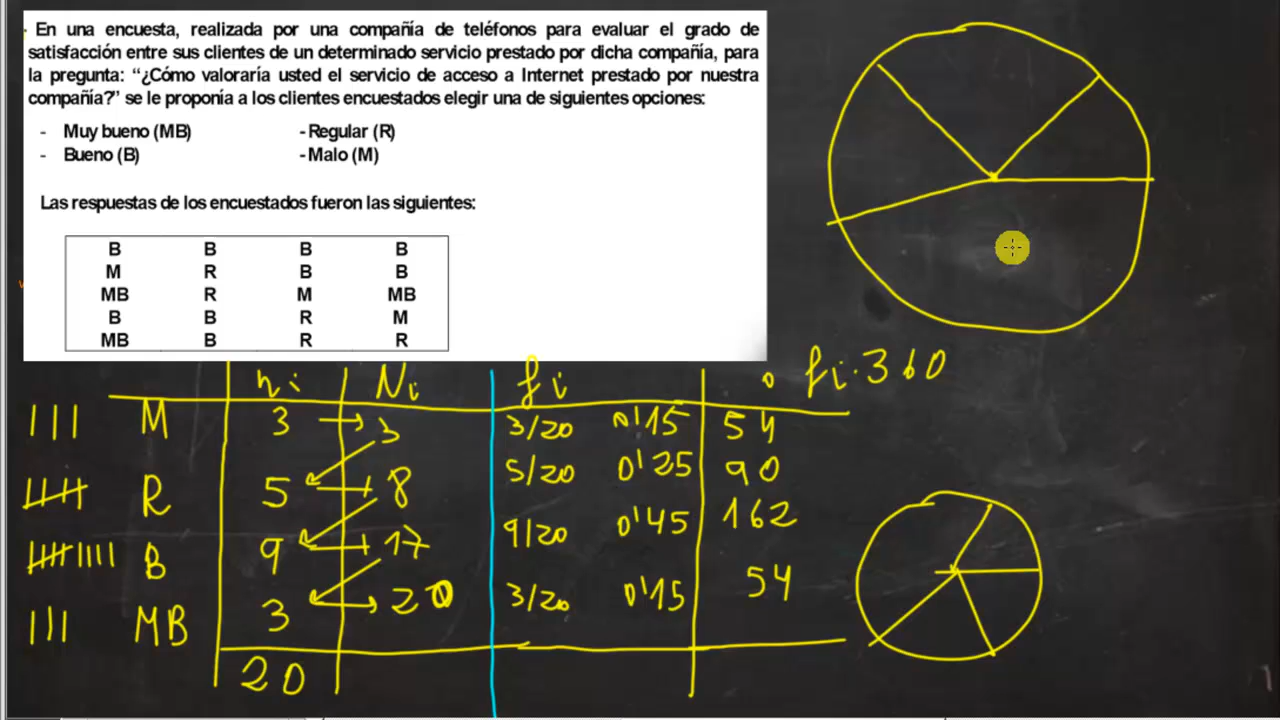 En una encuesta, realizada por una compañía de teléfonos para evaluar el grado de
satisfacción entre sus clientes de un determinado servicio prestado por dicha compañía, para
la pregunta: “¿Cómo valoraría usted el servicio de acceso a Internet prestado por nuestra
compañía?” se le proponía a los clientes encuestados elegir una de siguientes opciones:
- Muy bueno (MB) - Regular (R)
- Bueno (B) - Malo (M)
Las respuestas de los encuestados fueron las siguientes:
B B B B
M R B B
MB R M MB
B B R M
MB B R R
ni Ni fi º fi·360
M 3 3 3/20 0'15 54
R 5 8 5/20 0'25 90
B 9 17 9/20 0'45 162
MB 3 20 3/20 0'15 54
20